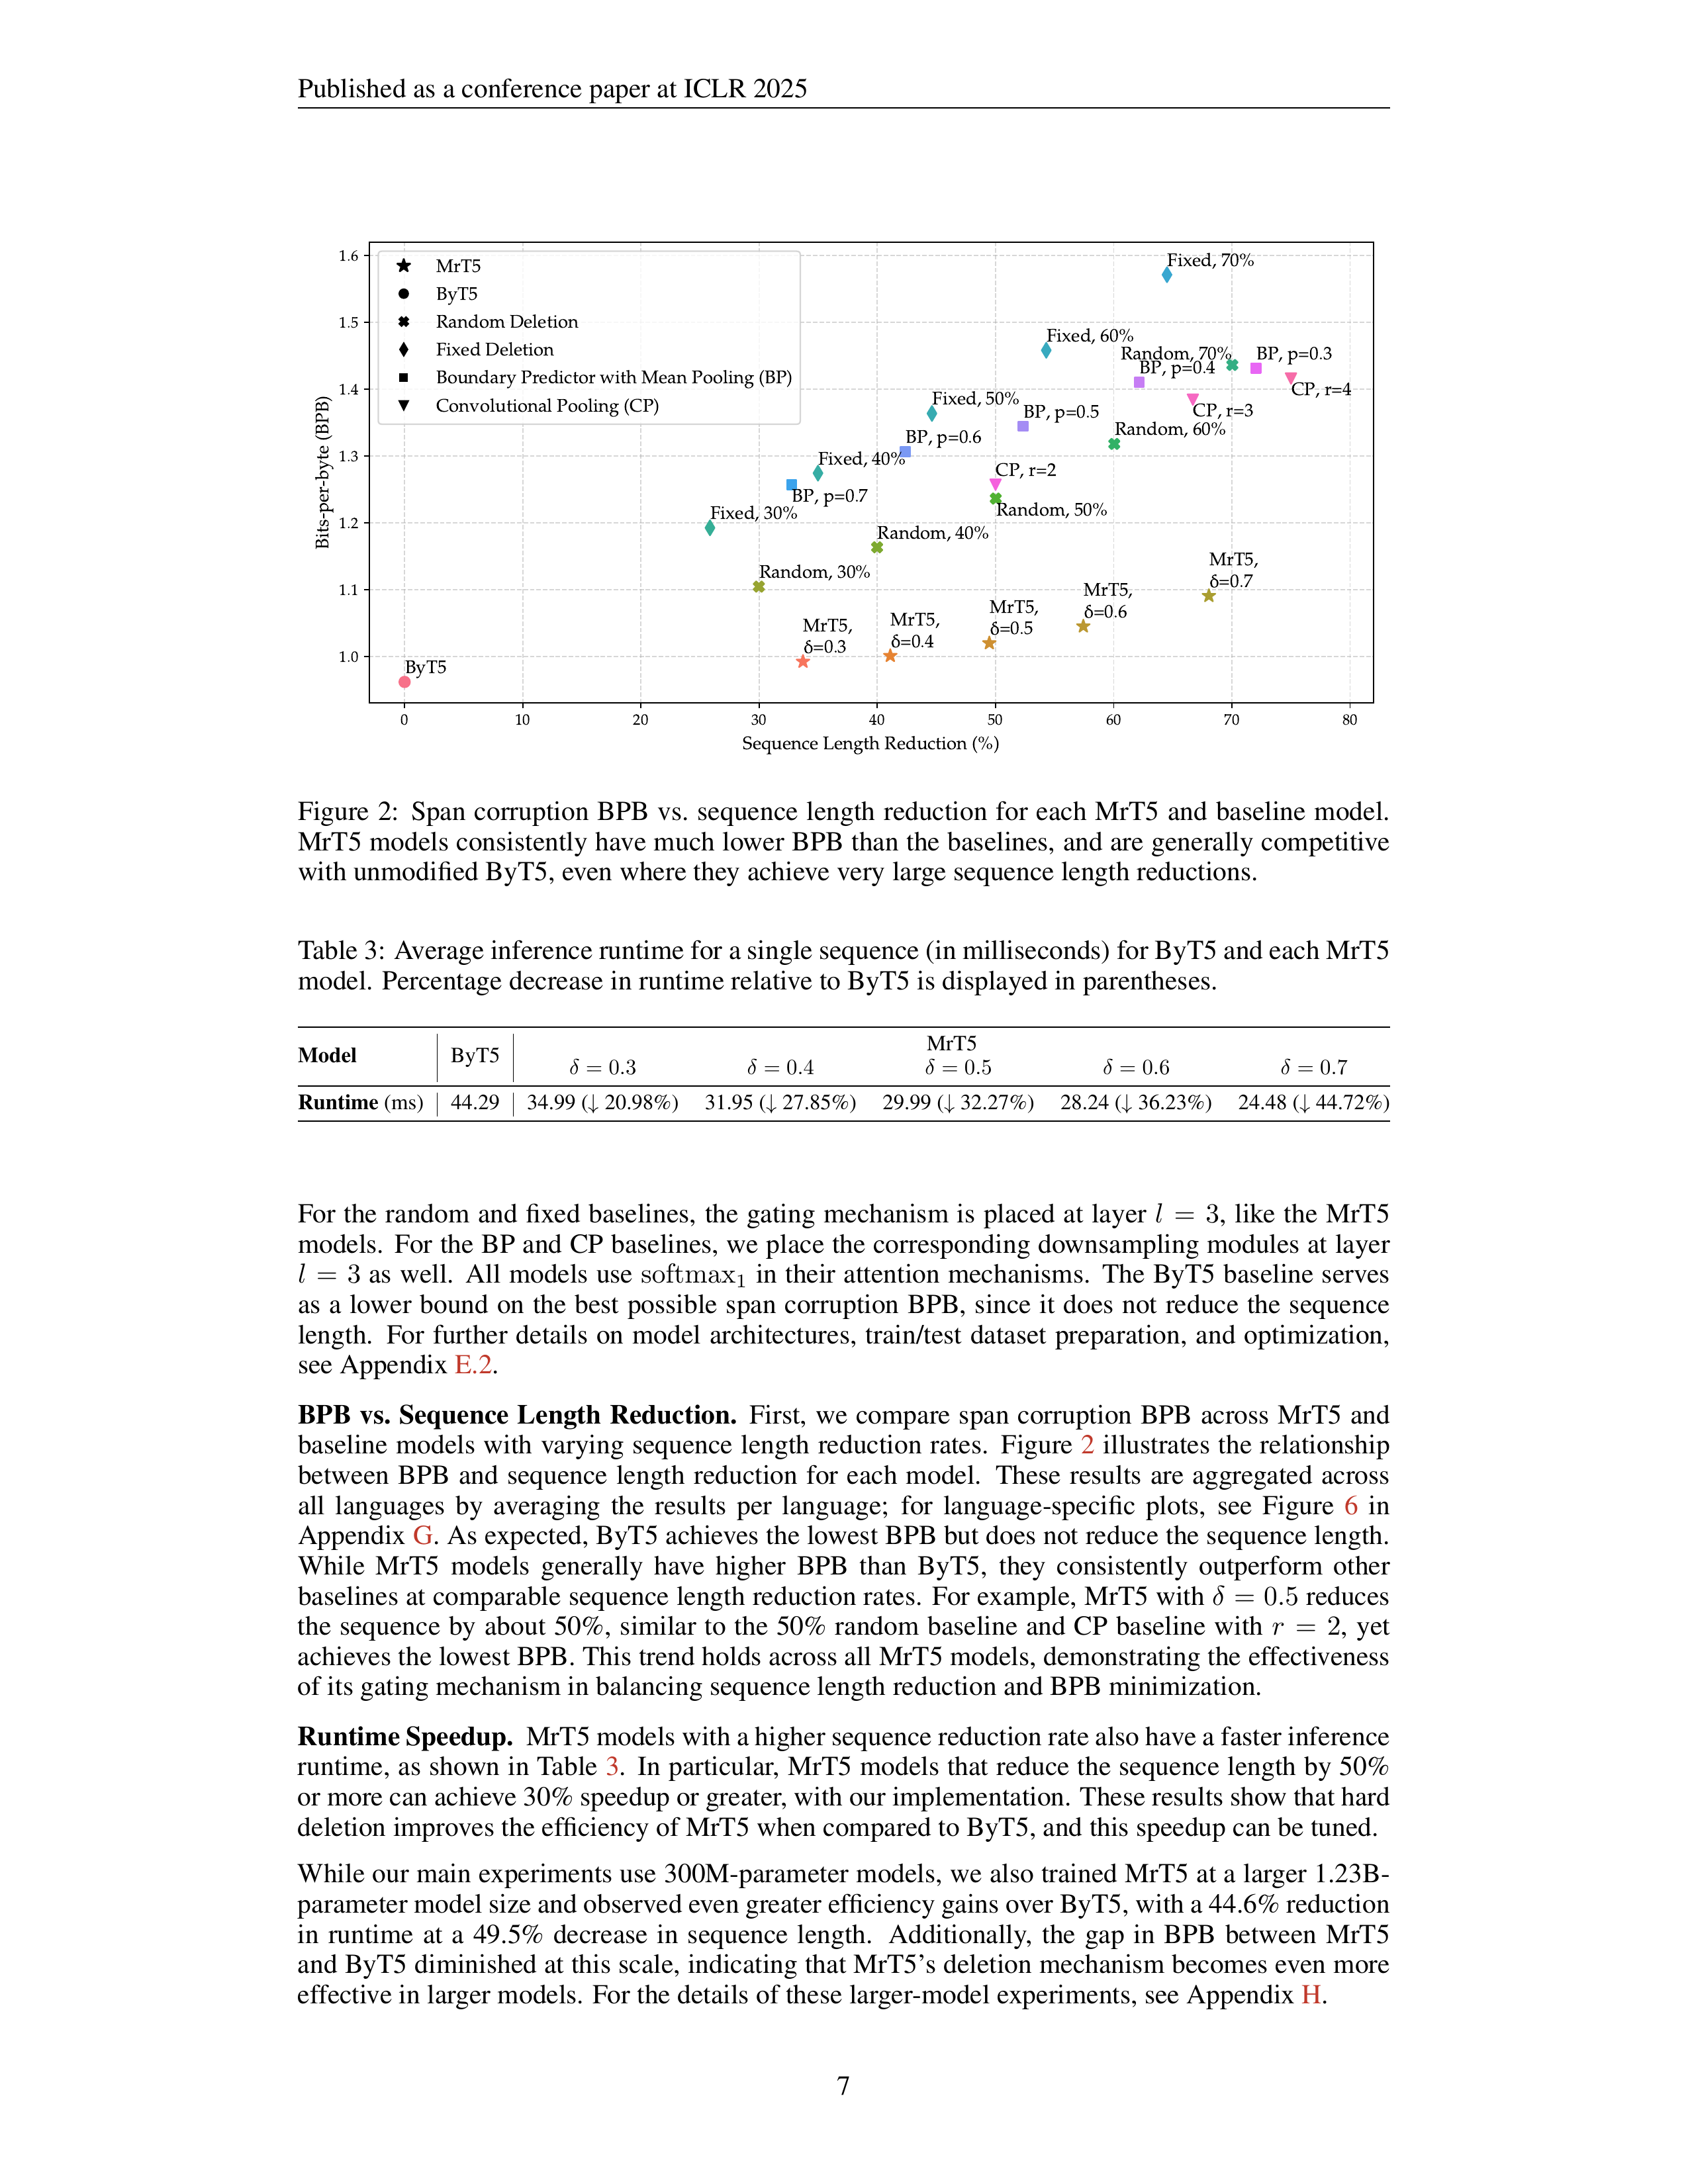 Published as a conference paper at ICLR 2025
1.6
1.5
1.4
1.3
1.2
1.1
1.0
Bits-per-byte (BPB)
MrT5
ByT5
Random Deletion
Fixed Deletion
Boundary Predictor with Mean Pooling (BP)
Convolutional Pooling (CP)
Fixed, 70%
Fixed, 60%
Random, 70%
BP, p=0.3
BP, p=0.4
CP, r=4
Fixed, 50%
CP, r=3
BP, p=0.5
Random, 60%
BP, p=0.6
Fixed, 40%
CP, r=2
BP, p=0.7
Random, 50%
Fixed, 30%
Random, 40%
Random, 30%
MrT5,
δ=0.7
MrT5,
δ=0.6
MrT5,
δ=0.5
MrT5,
δ=0.4
MrT5,
δ=0.3
ByT5
0 10 20 30 40 50 60 70 80
Sequence Length Reduction (%)
Figure 2: Span corruption BPB vs. sequence length reduction for each MrT5 and baseline model.
MrT5 models consistently have much lower BPB than the baselines, and are generally competitive
with unmodified ByT5, even where they achieve very large sequence length reductions.
Table 3: Average inference runtime for a single sequence (in milliseconds) for ByT5 and each MrT5
model. Percentage decrease in runtime relative to ByT5 is displayed in parentheses.
Model ByT5 MrT5
δ = 0.3 δ = 0.4 δ = 0.5 δ = 0.6 δ = 0.7
Runtime (ms) 44.29 34.99 (↓ 20.98%) 31.95 (↓ 27.85%) 29.99 (↓ 32.27%) 28.24 (↓ 36.23%) 24.48 (↓ 44.72%)
For the random and fixed baselines, the gating mechanism is placed at layer l = 3, like the MrT5
models. For the BP and CP baselines, we place the corresponding downsampling modules at layer
l = 3 as well. All models use softmax₁ in their attention mechanisms. The ByT5 baseline serves
as a lower bound on the best possible span corruption BPB, since it does not reduce the sequence
length. For further details on model architectures, train/test dataset preparation, and optimization,
see Appendix E.2.
BPB vs. Sequence Length Reduction. First, we compare span corruption BPB across MrT5 and
baseline models with varying sequence length reduction rates. Figure 2 illustrates the relationship
between BPB and sequence length reduction for each model. These results are aggregated across
all languages by averaging the results per language; for language-specific plots, see Figure 6 in
Appendix G. As expected, ByT5 achieves the lowest BPB but does not reduce the sequence length.
While MrT5 models generally have higher BPB than ByT5, they consistently outperform other
baselines at comparable sequence length reduction rates. For example, MrT5 with δ = 0.5 reduces
the sequence by about 50%, similar to the 50% random baseline and CP baseline with r = 2, yet
achieves the lowest BPB. This trend holds across all MrT5 models, demonstrating the effectiveness
of its gating mechanism in balancing sequence length reduction and BPB minimization.
Runtime Speedup. MrT5 models with a higher sequence reduction rate also have a faster inference
runtime, as shown in Table 3. In particular, MrT5 models that reduce the sequence length by 50%
or more can achieve 30% speedup or greater, with our implementation. These results show that hard
deletion improves the efficiency of MrT5 when compared to ByT5, and this speedup can be tuned.
While our main experiments use 300M-parameter models, we also trained MrT5 at a larger 1.23B-
parameter model size and observed even greater efficiency gains over ByT5, with a 44.6% reduction
in runtime at a 49.5% decrease in sequence length. Additionally, the gap in BPB between MrT5
and ByT5 diminished at this scale, indicating that MrT5's deletion mechanism becomes even more
effective in larger models. For the details of these larger-model experiments, see Appendix H.
7